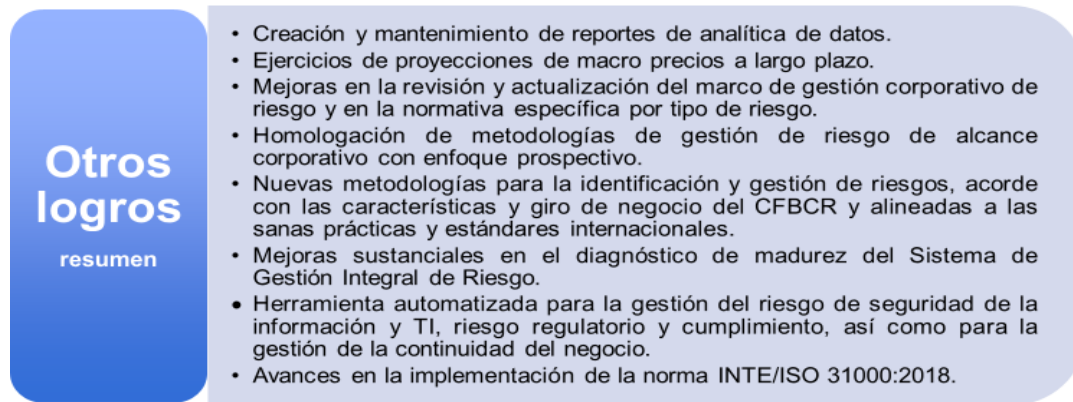 Otros
logros
resumen
• Creación y mantenimiento de reportes de analítica de datos.
• Ejercicios de proyecciones de macro precios a largo plazo.
• Mejoras en la revisión y actualización del marco de gestión corporativo de
riesgo y en la normativa específica por tipo de riesgo.
• Homologación de metodologías de gestión de riesgo de alcance
corporativo con enfoque prospectivo.
• Nuevas metodologías para la identificación y gestión de riesgos, acorde
con las características y giro de negocio del CFBCR y alineadas a las
sanas prácticas y estándares internacionales.
• Mejoras sustanciales en el diagnóstico de madurez del Sistema de
Gestión Integral de Riesgo.
• Herramienta automatizada para la gestión del riesgo de seguridad de la
información y TI, riesgo regulatorio y cumplimiento, así como para la
gestión de la continuidad del negocio.
• Avances en la implementación de la norma INTE/ISO 31000:2018.